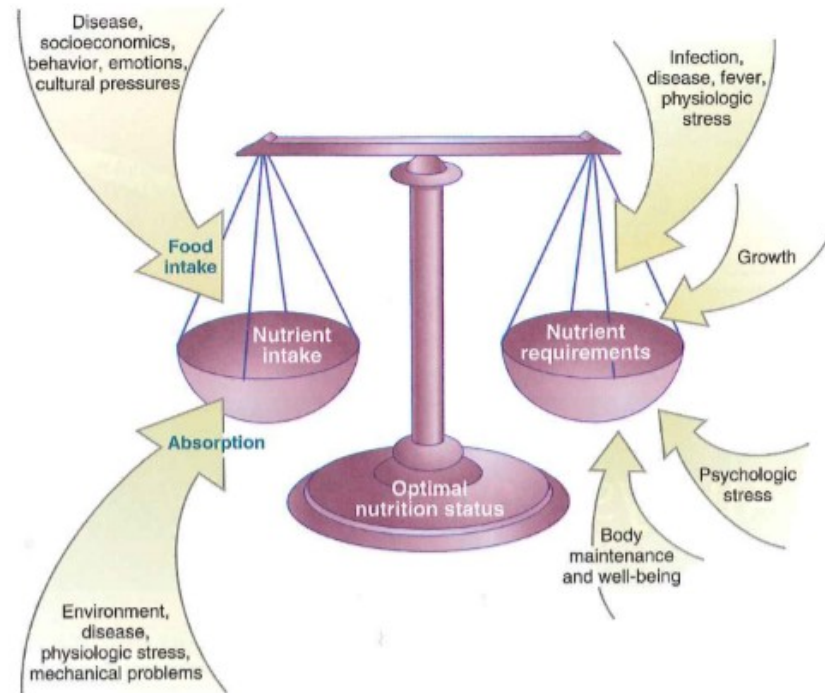 Disease,
socioeconomics,
behavior, emotions,
cultural pressures
Food
intake
Nutrient
intake
Absorption
Environment,
disease,
physiologic stress,
mechanical problems
Optimal
nutrition status
Infection,
disease, fever,
physiologic
stress
Growth
Nutrient
requirements
Psychologic
stress
Body
maintenance
and well-being